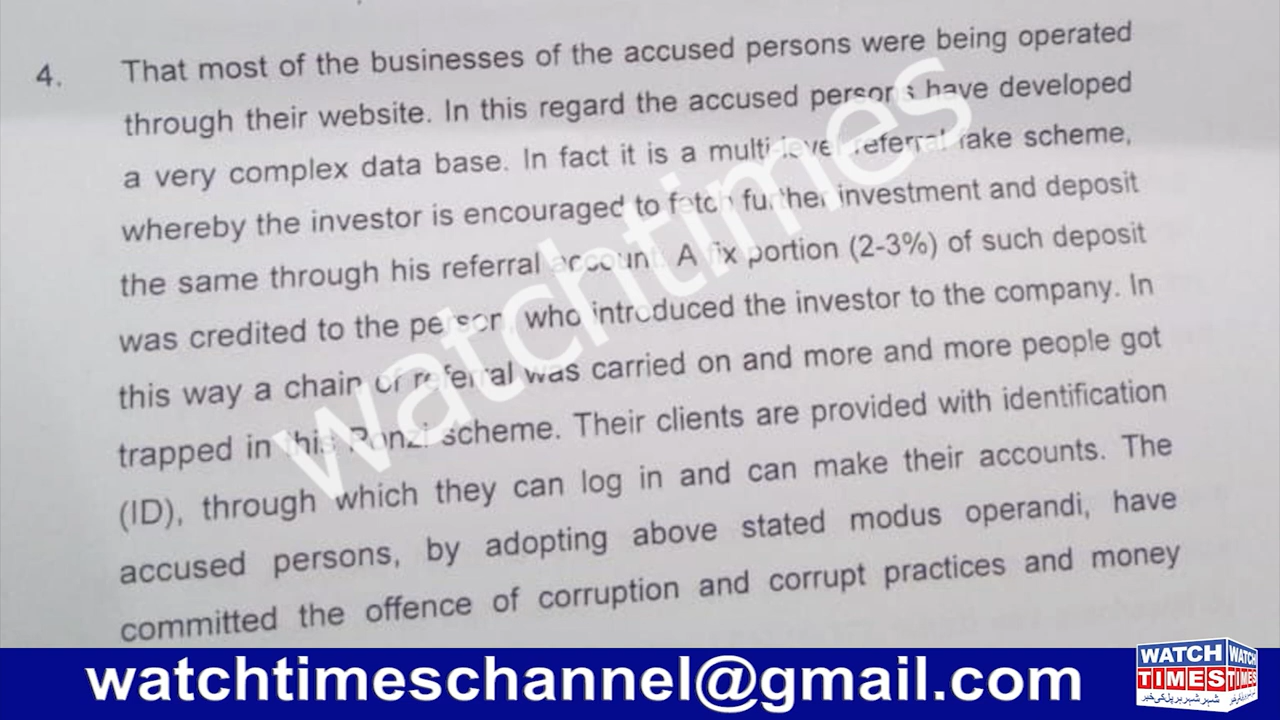 4. That most of the businesses of the accused persons were being operated
through their website. In this regard the accused persons have developed
a very complex data base. In fact it is a multi-level referral fake scheme,
whereby the investor is encouraged to fetch further investment and deposit
the same through his referral account. A fix portion (2-3%) of such deposit
was credited to the person, who introduced the investor to the company. In
this way a chain of referral was carried on and more and more people got
trapped in this Ponzi scheme. Their clients are provided with identification
(ID), through which they can log in and can make their accounts. The
accused persons, by adopting above stated modus operandi, have
committed the offence of corruption and corrupt practices and money
watchtimes
watchtimeschannel@gmail.com
WATCH
TIMES
WATCH
TIMES